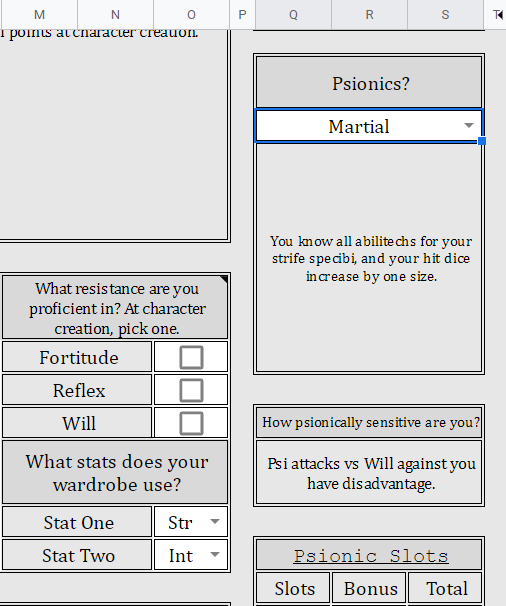 M N O P Q R S T
l points at character creation.
Psionics?
Martial
You know all abilitechs for your
strife specibi, and your hit dice
increase by one size.
What resistance are you
proficient in? At character
creation, pick one.
Fortitude
Reflex
Will
How psionically sensitive are you?
Psi attacks vs Will against you
have disadvantage.
What stats does your
wardrobe use?
Stat One Str
Stat Two Int
Psionic Slots
Slots Bonus Total